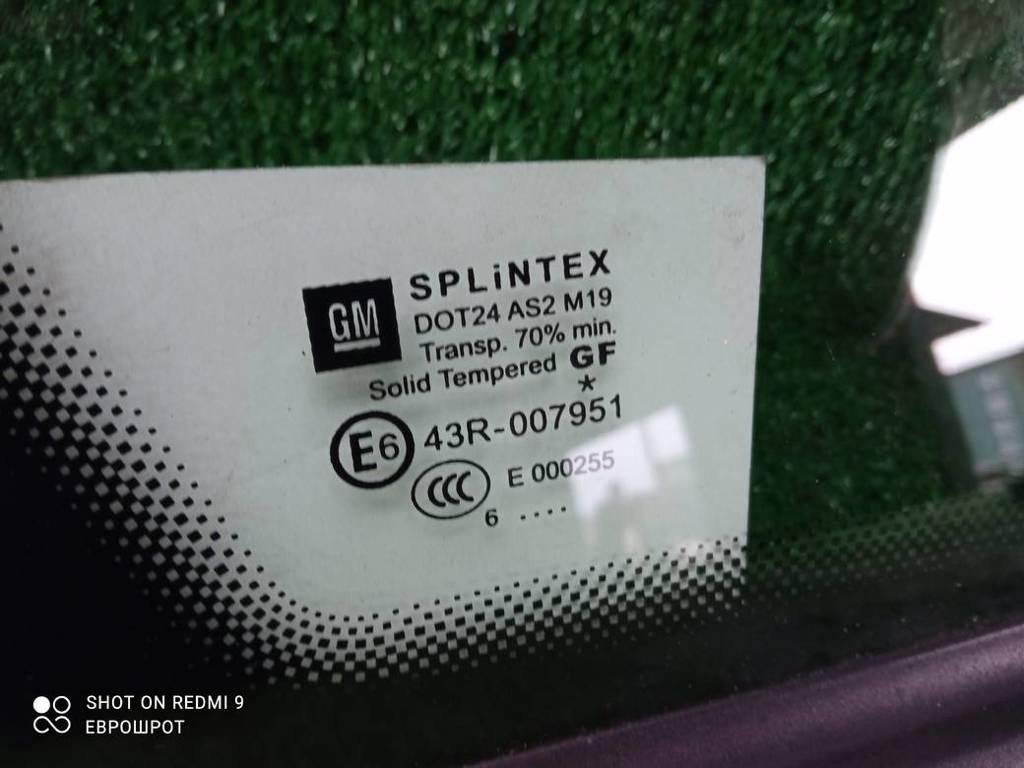 GM
SPLiNTEX
DOT24 AS2 M19
Transp. 70% min.
Solid Tempered GF
*
E6 43R-007951
CCC E 000255
6 ....
SHOT ON REDMI 9
ЕВРОШРОТ